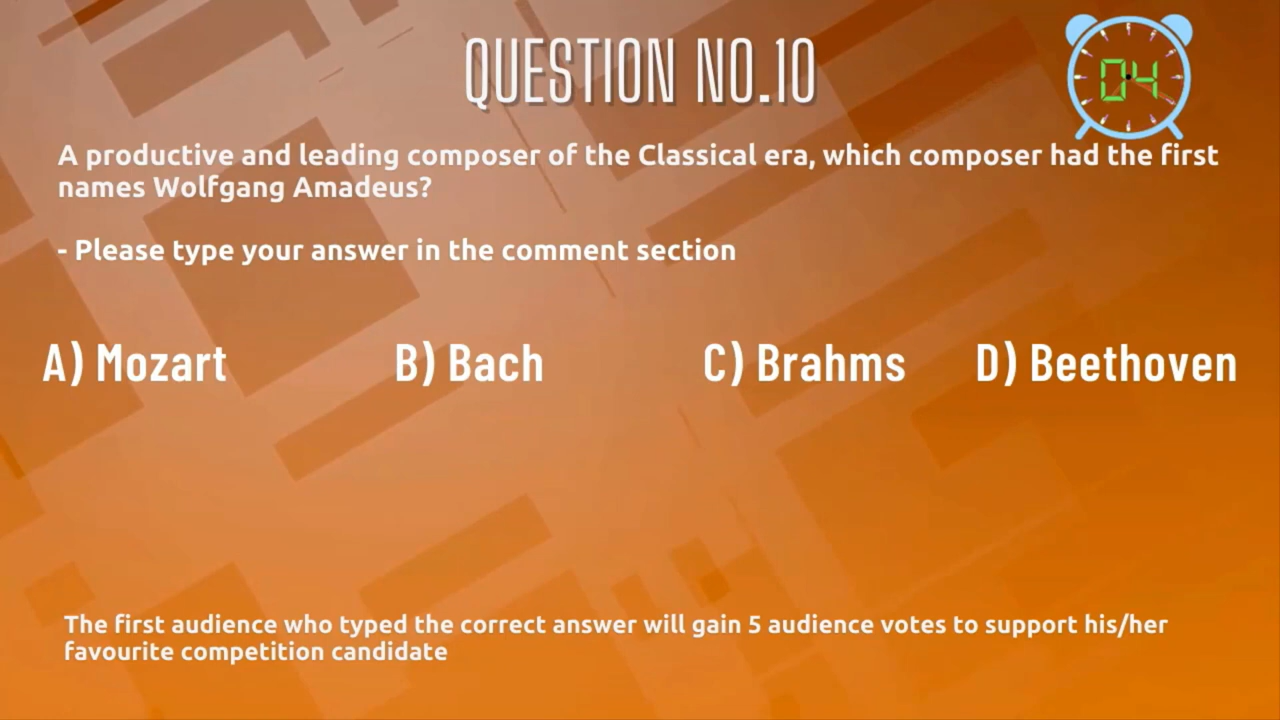 QUESTION NO.10
04
A productive and leading composer of the Classical era, which composer had the first
names Wolfgang Amadeus?
- Please type your answer in the comment section
A) Mozart B) Bach C) Brahms D) Beethoven
The first audience who typed the correct answer will gain 5 audience votes to support his/her
favourite competition candidate